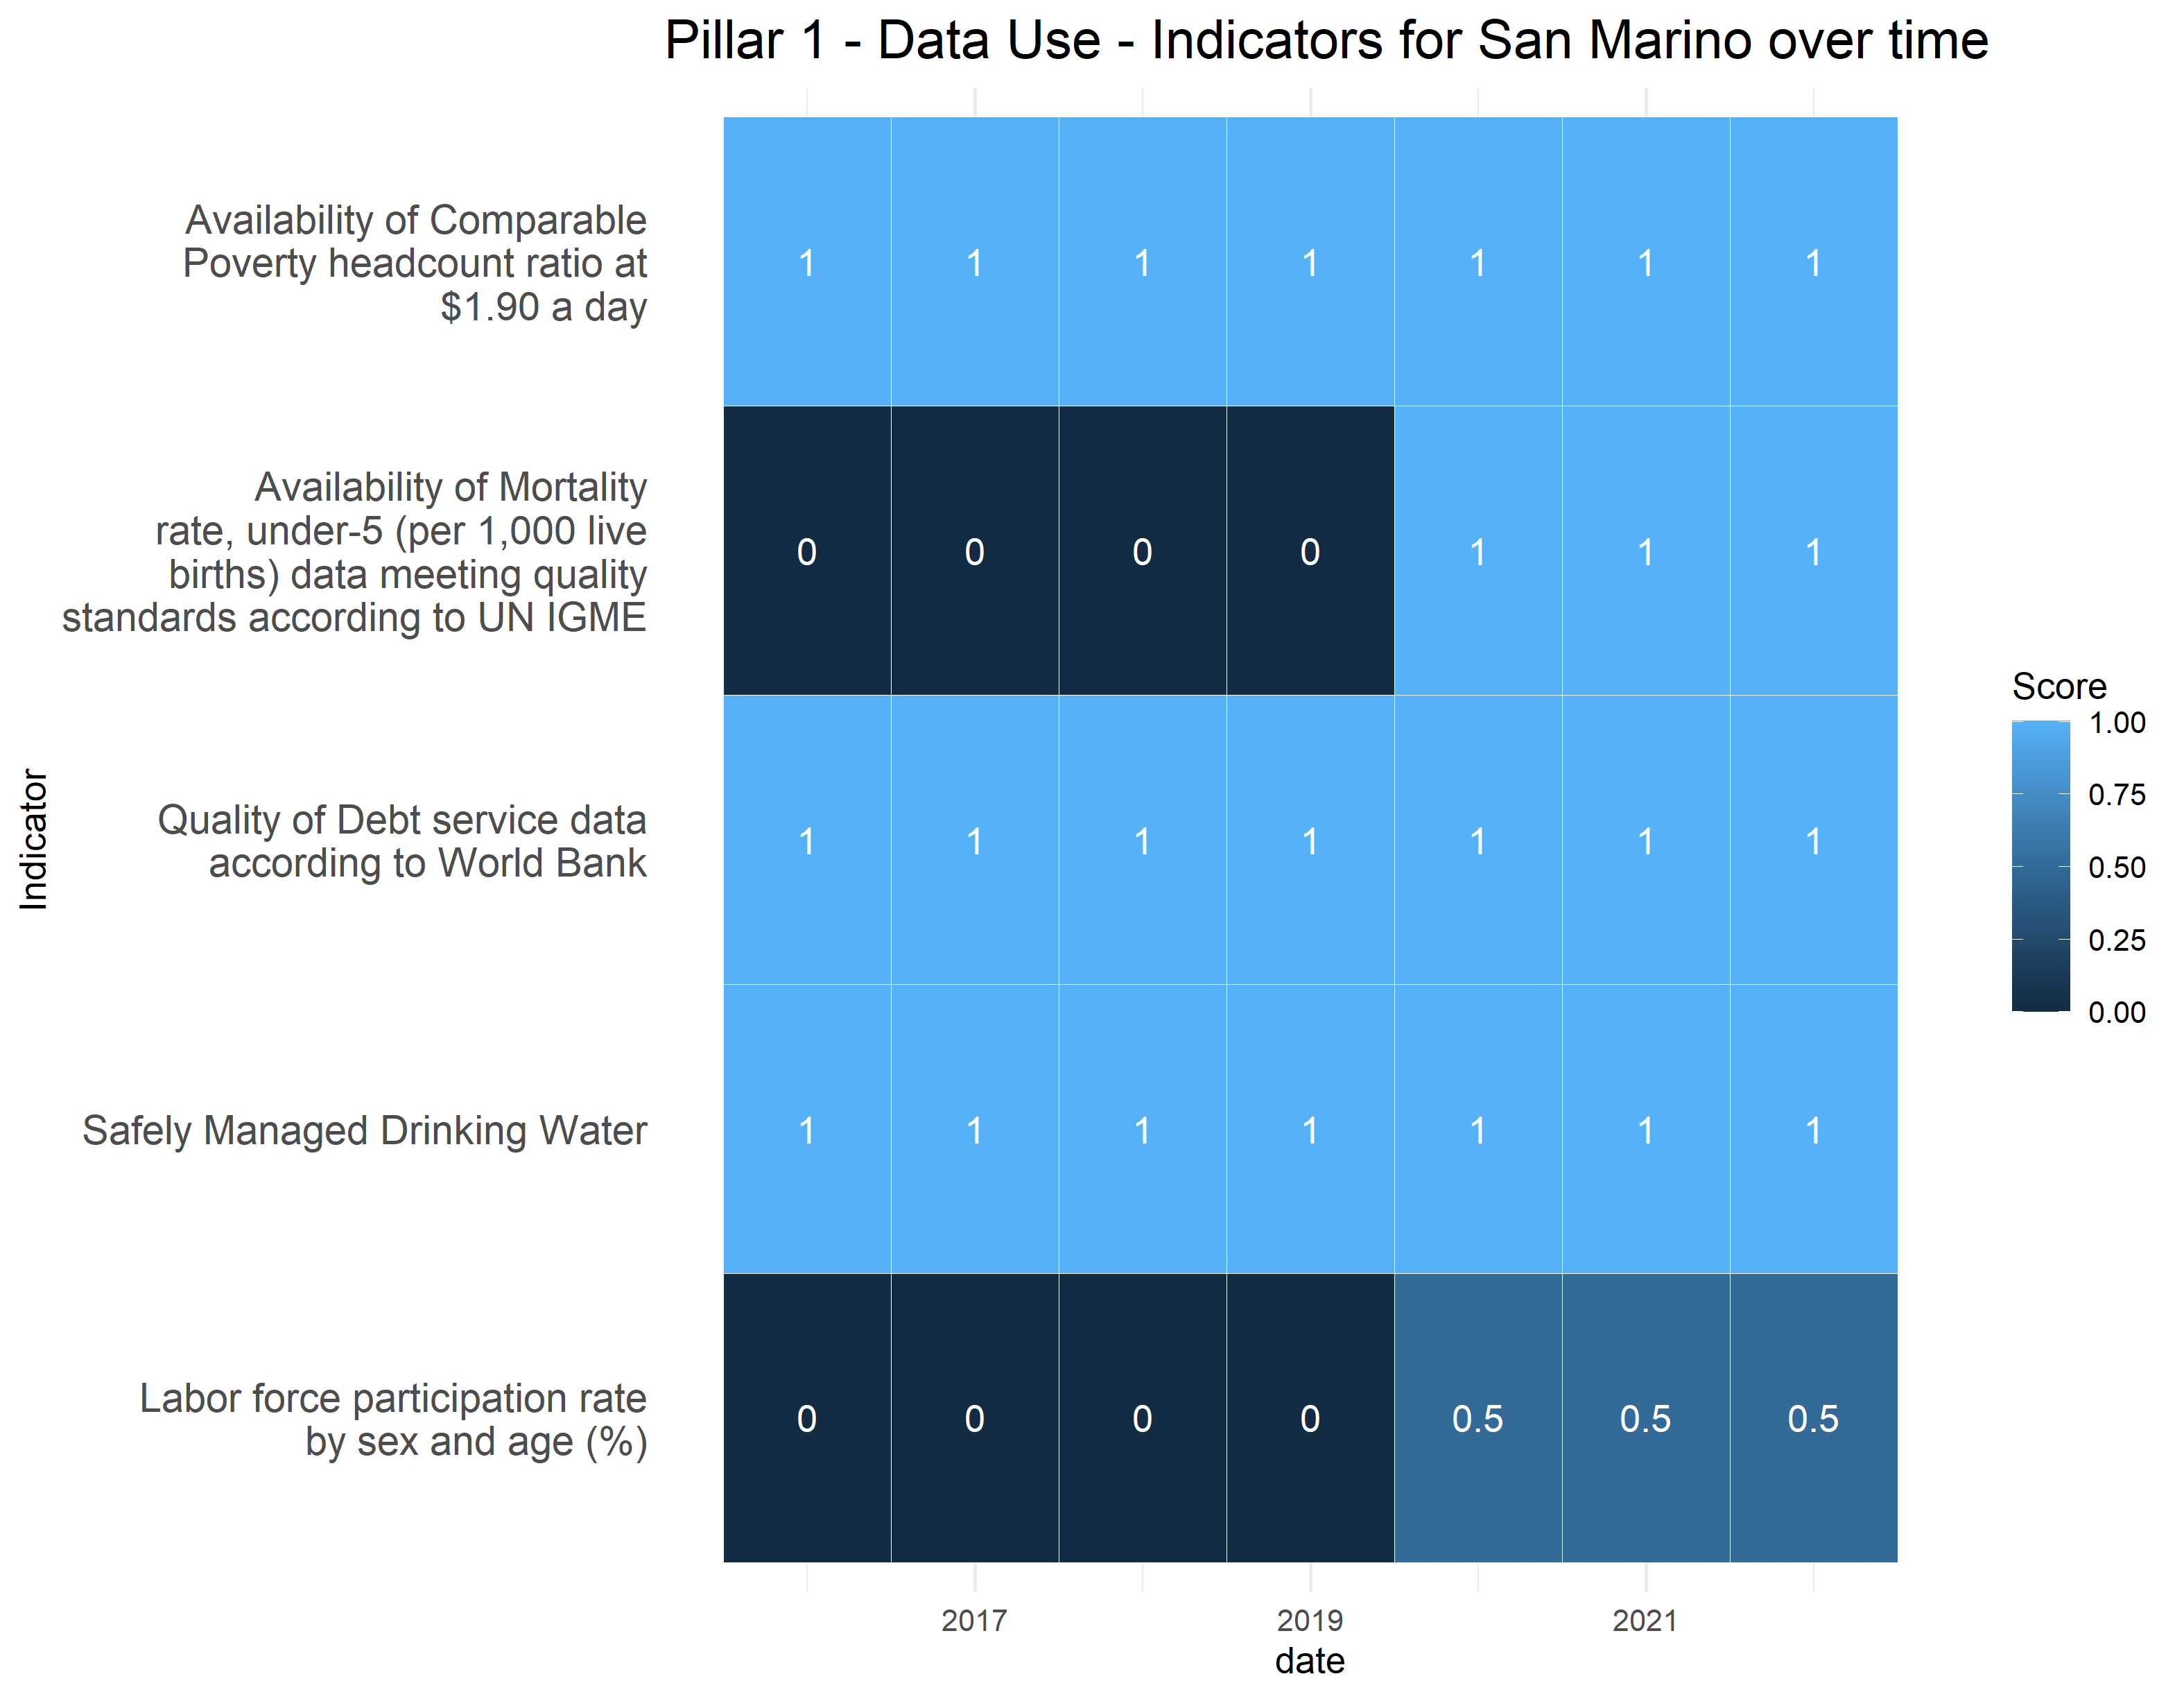 Pillar 1 - Data Use - Indicators for San Marino over time
Availability of Comparable
Poverty headcount ratio at
$1.90 a day
1 1 1 1 1 1 1
Availability of Mortality
rate, under-5 (per 1,000 live
births) data meeting quality
standards according to UN IGME
0 0 0 0 1 1 1
Quality of Debt service data
according to World Bank
1 1 1 1 1 1 1
Safely Managed Drinking Water
1 1 1 1 1 1 1
Labor force participation rate
by sex and age (%)
0 0 0 0 0.5 0.5 0.5
Indicator
2017 2019 2021
date
Score
1.00
0.75
0.50
0.25
0.00